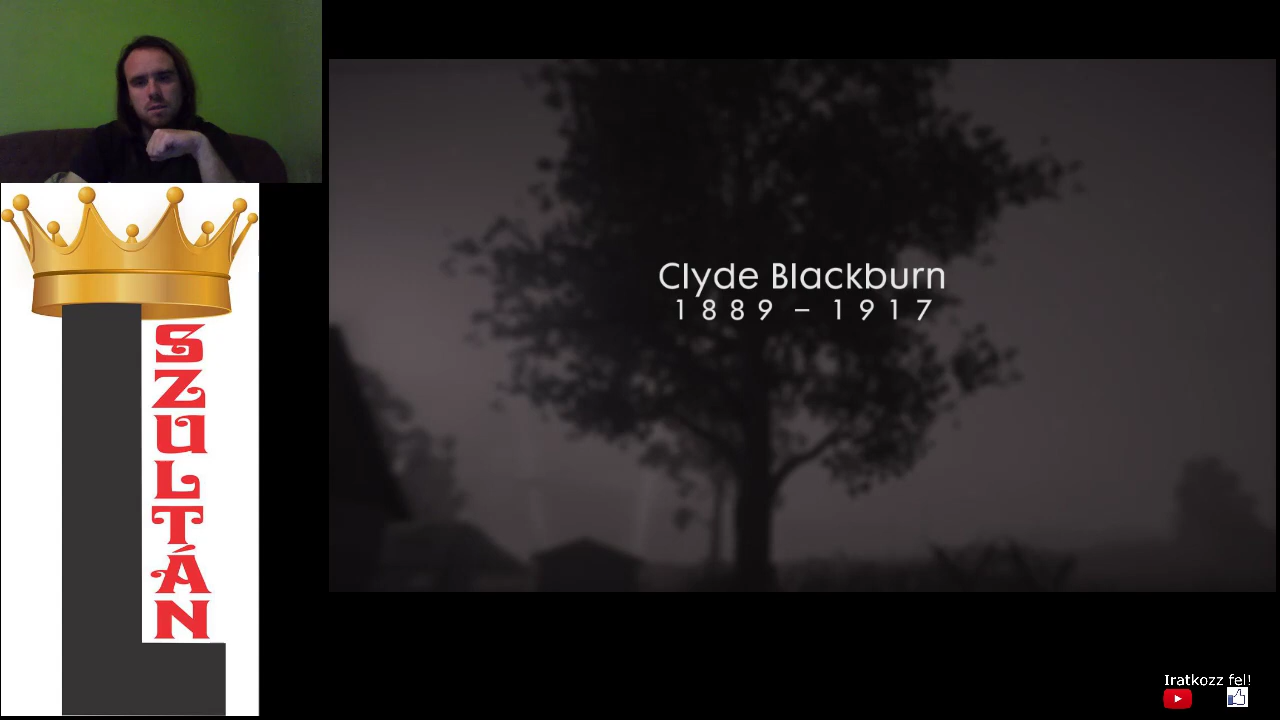 Clyde Blackburn
1889 – 1917
L
SZULTÁN
Iratkozz fel!